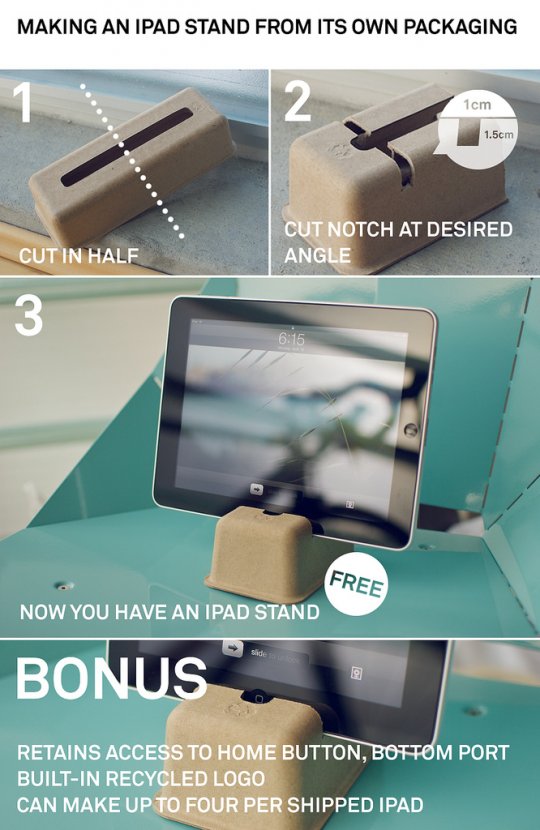 MAKING AN IPAD STAND FROM ITS OWN PACKAGING
1
CUT IN HALF
2
1cm
1.5cm
CUT NOTCH AT DESIRED
ANGLE
3
6:15
FREE
NOW YOU HAVE AN IPAD STAND
slide to unlock
BONUS
RETAINS ACCESS TO HOME BUTTON, BOTTOM PORT
BUILT-IN RECYCLED LOGO
CAN MAKE UP TO FOUR PER SHIPPED IPAD